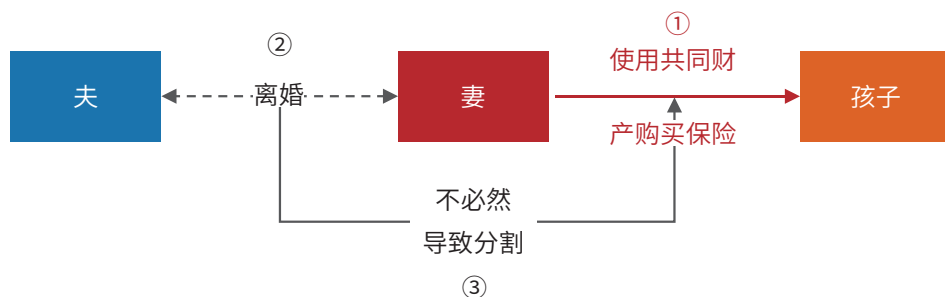 ①
②
使用共同财
夫
离婚
妻
孩子
产购买保险
不必然
导致分割
③